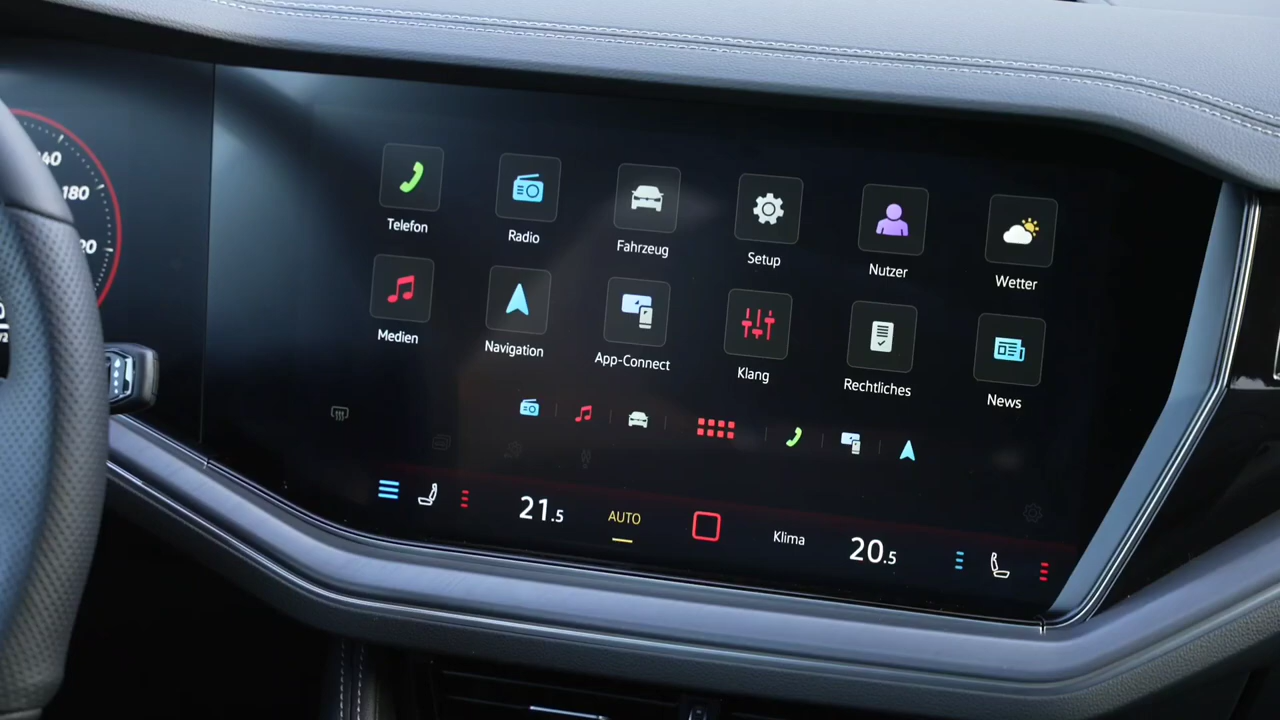 180
Telefon
Radio
Fahrzeug
Setup
Nutzer
Wetter
Medien
Navigation
App-Connect
Klang
Rechtliches
News
21.5
AUTO
Klima
20.5